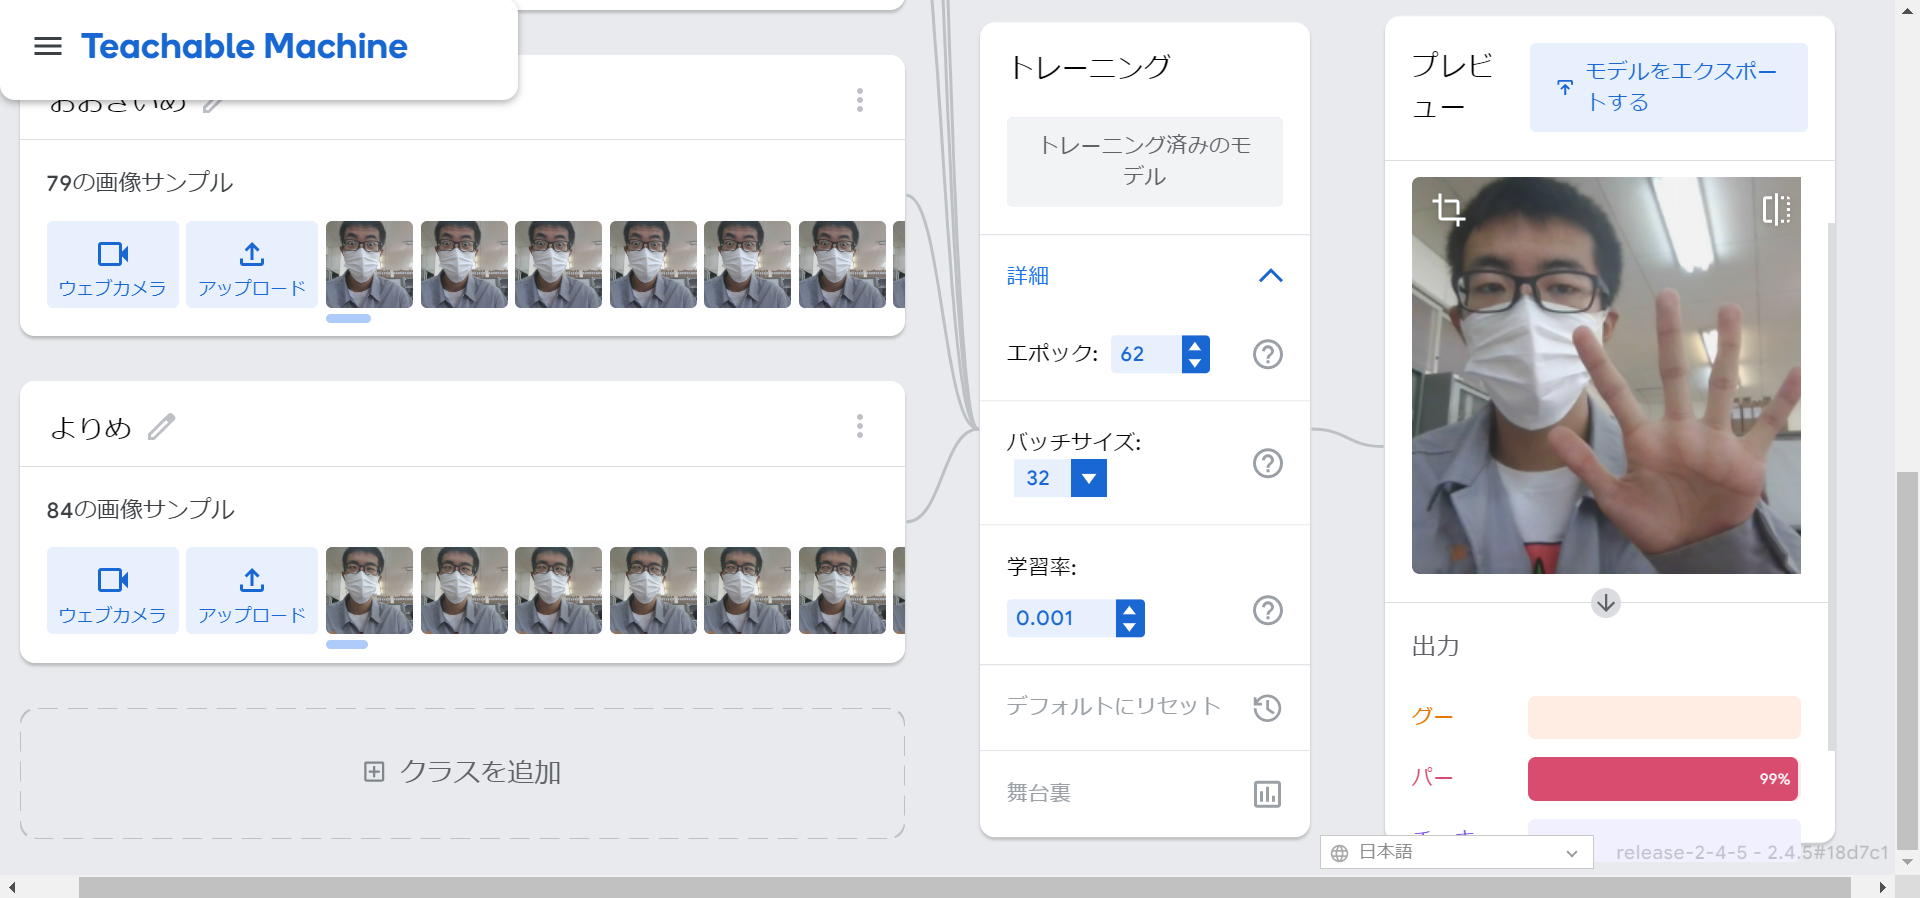 Teachable Machine
おおきいめ
79の画像サンプル
ウェブカメラ
アップロード
よりめ
84の画像サンプル
ウェブカメラ
アップロード
クラスを追加
トレーニング
トレーニング済みのモ
デル
詳細
エポック:
62
バッチサイズ:
32
学習率:
0.001
デフォルトにリセット
舞台裏
プレビ
ュー
モデルをエクスポー
トする
出力
グー
パー
99%
日本語
release-2-4-5 - 2.4.5#18d7c1